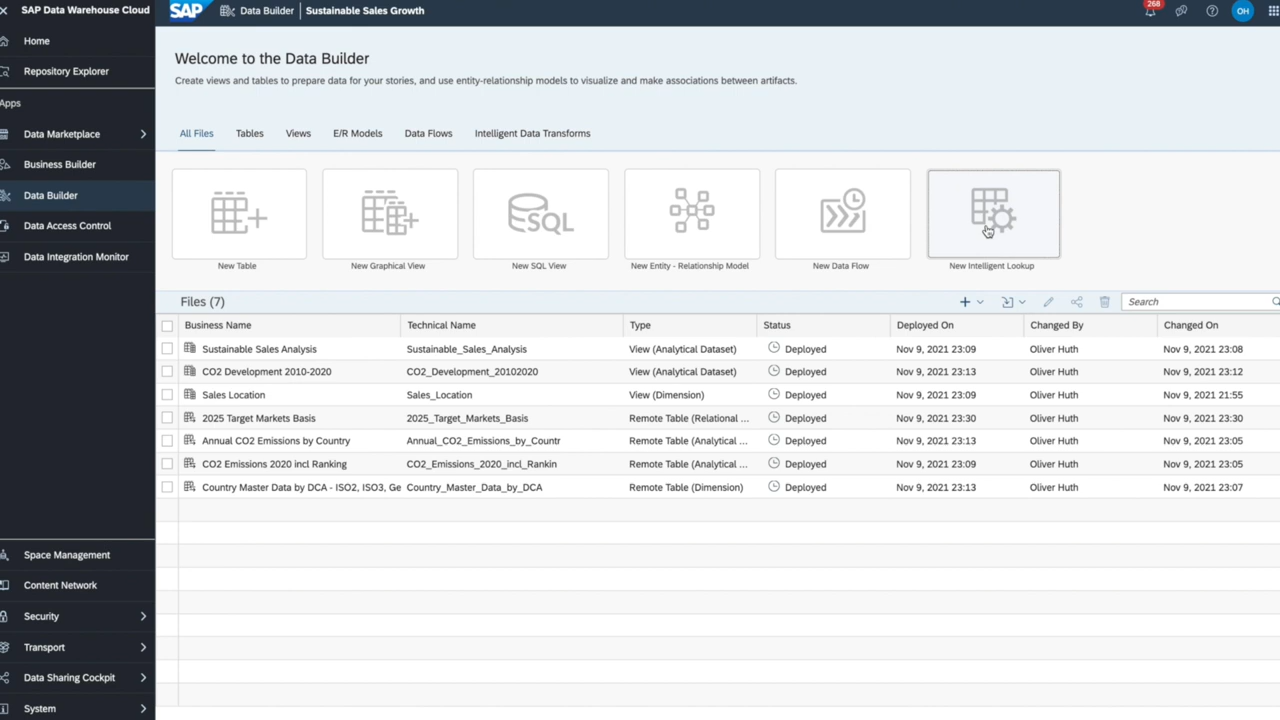 SAP Data Warehouse Cloud
SAP Data Builder Sustainable Sales Growth
268
OH
Home
Repository Explorer
Apps
Data Marketplace
Business Builder
Data Builder
Data Access Control
Data Integration Monitor
Space Management
Content Network
Security
Transport
Data Sharing Cockpit
System
Welcome to the Data Builder
Create views and tables to prepare data for your stories, and use entity-relationship models to visualize and make associations between artifacts.
All Files Tables Views E/R Models Data Flows Intelligent Data Transforms
SQL
New Table New Graphical View New SQL View New Entity - Relationship Model New Data Flow New Intelligent Lookup
Files (7) Search
Business Name Technical Name Type Status Deployed On Changed By Changed On
Sustainable Sales Analysis Sustainable_Sales_Analysis View (Analytical Dataset) Deployed Nov 9, 2021 23:09 Oliver Huth Nov 9, 2021 23:08
CO2 Development 2010-2020 CO2_Development_20102020 View (Analytical Dataset) Deployed Nov 9, 2021 23:13 Oliver Huth Nov 9, 2021 23:12
Sales Location Sales_Location View (Dimension) Deployed Nov 9, 2021 23:09 Oliver Huth Nov 9, 2021 21:55
2025 Target Markets Basis 2025_Target_Markets_Basis Remote Table (Relational ... Deployed Nov 9, 2021 23:30 Oliver Huth Nov 9, 2021 23:30
Annual CO2 Emissions by Country Annual_CO2_Emissions_by_Countr Remote Table (Analytical ... Deployed Nov 9, 2021 23:13 Oliver Huth Nov 9, 2021 23:05
CO2 Emissions 2020 incl Ranking CO2_Emissions_2020_incl_Rankin Remote Table (Analytical ... Deployed Nov 9, 2021 23:09 Oliver Huth Nov 9, 2021 23:05
Country Master Data by DCA - ISO2, ISO3, Ge Country_Master_Data_by_DCA Remote Table (Dimension) Deployed Nov 9, 2021 23:13 Oliver Huth Nov 9, 2021 23:07